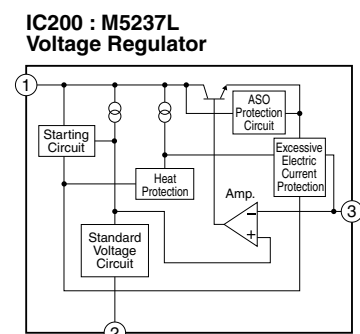 IC200 : M5237L
Voltage Regulator
1
ASO
Protection
Circuit
Starting
Circuit
Excessive
Electric
Current
Protection
Heat
Protection
Amp.
−
3
+
Standard
Voltage
Circuit
2